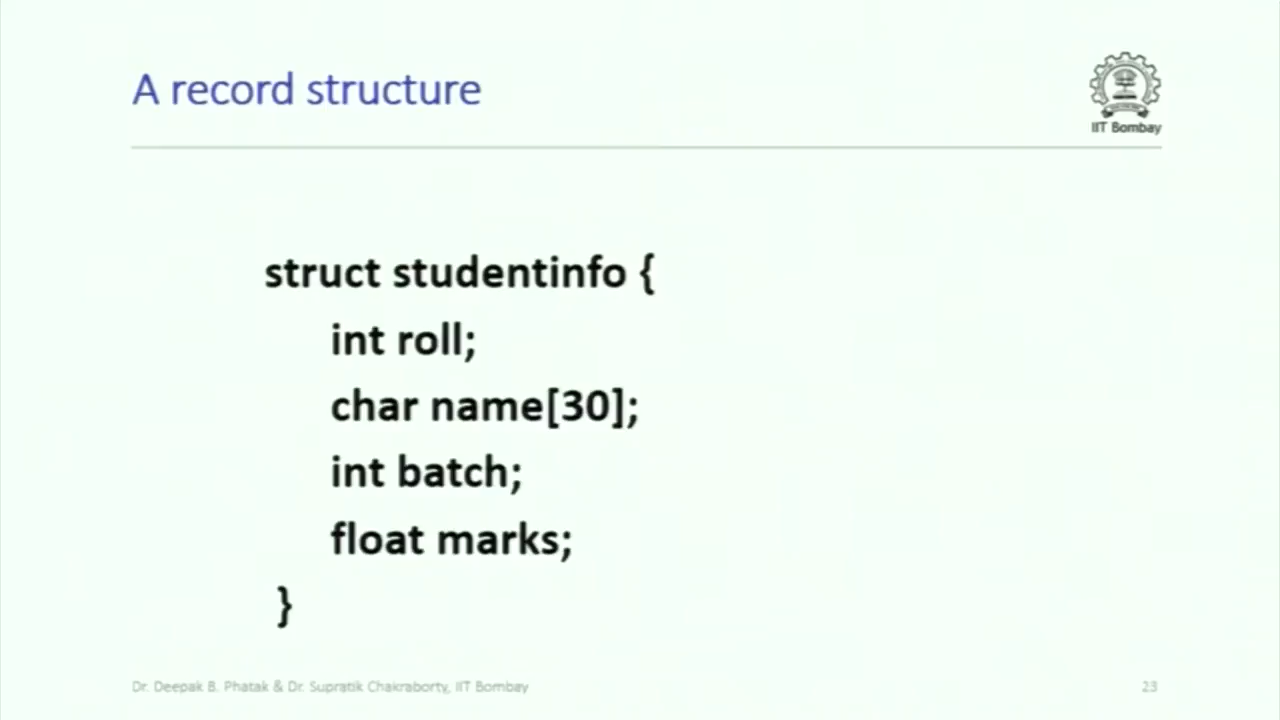 A record structure
IIT Bombay
struct studentinfo {
int roll;
char name[30];
int batch;
float marks;
}
Dr. Deepak B. Phatak & Dr. Supratik Chakraborty, IIT Bombay
23